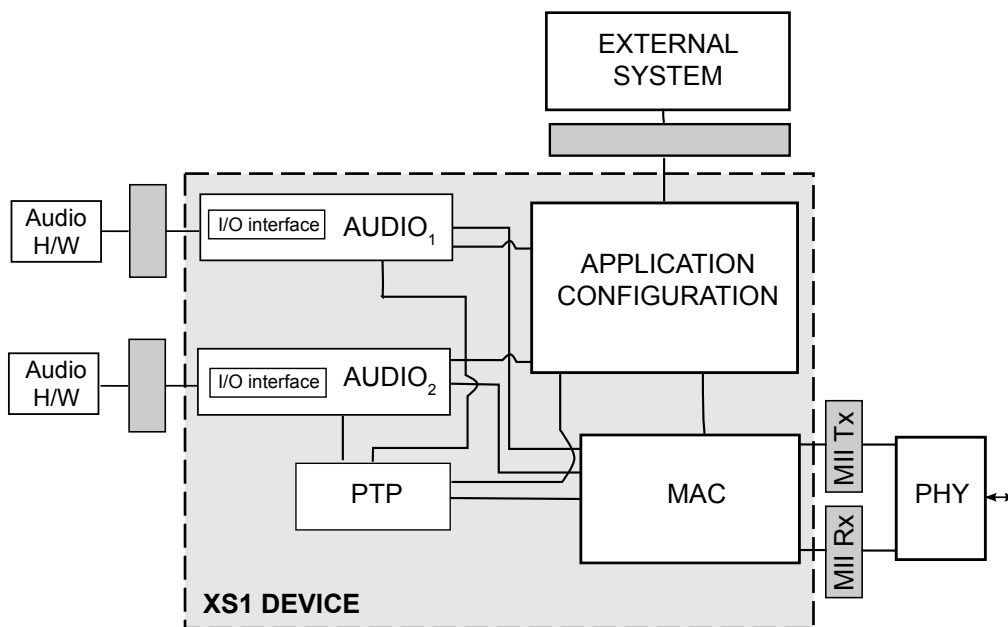 EXTERNAL
SYSTEM
Audio
H/W
I/O interface
AUDIO1
APPLICATION
CONFIGURATION
Audio
H/W
I/O interface
AUDIO2
PTP
MAC
MII Tx
MII Rx
PHY
XS1 DEVICE